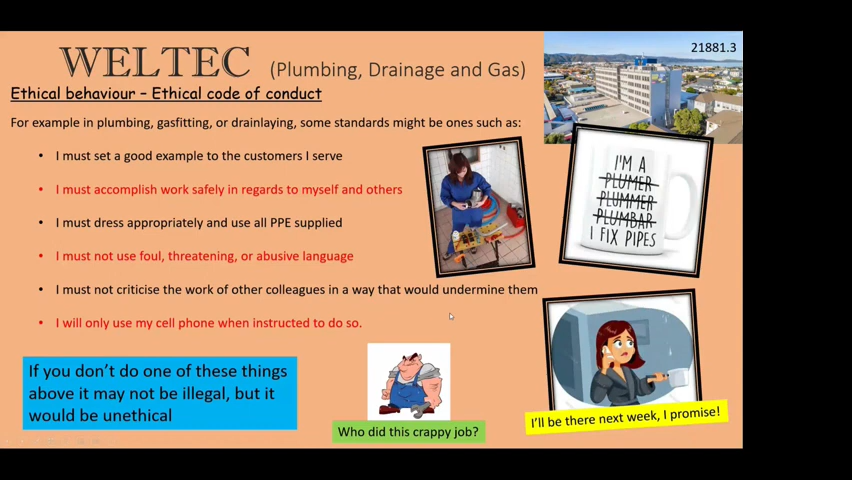 21881.3
WELTEC (Plumbing, Drainage and Gas)
Ethical behaviour – Ethical code of conduct
For example in plumbing, gasfitting, or drainlaying, some standards might be ones such as:
• I must set a good example to the customers I serve
• I must accomplish work safely in regards to myself and others
• I must dress appropriately and use all PPE supplied
• I must not use foul, threatening, or abusive language
• I must not criticise the work of other colleagues in a way that would undermine them
• I will only use my cell phone when instructed to do so.
I'M A
PLUMER
PLUMMER
PLUMBAR
I FIX PIPES
If you don't do one of these things
above it may not be illegal, but it
would be unethical
Who did this crappy job?
I'll be there next week, I promise!